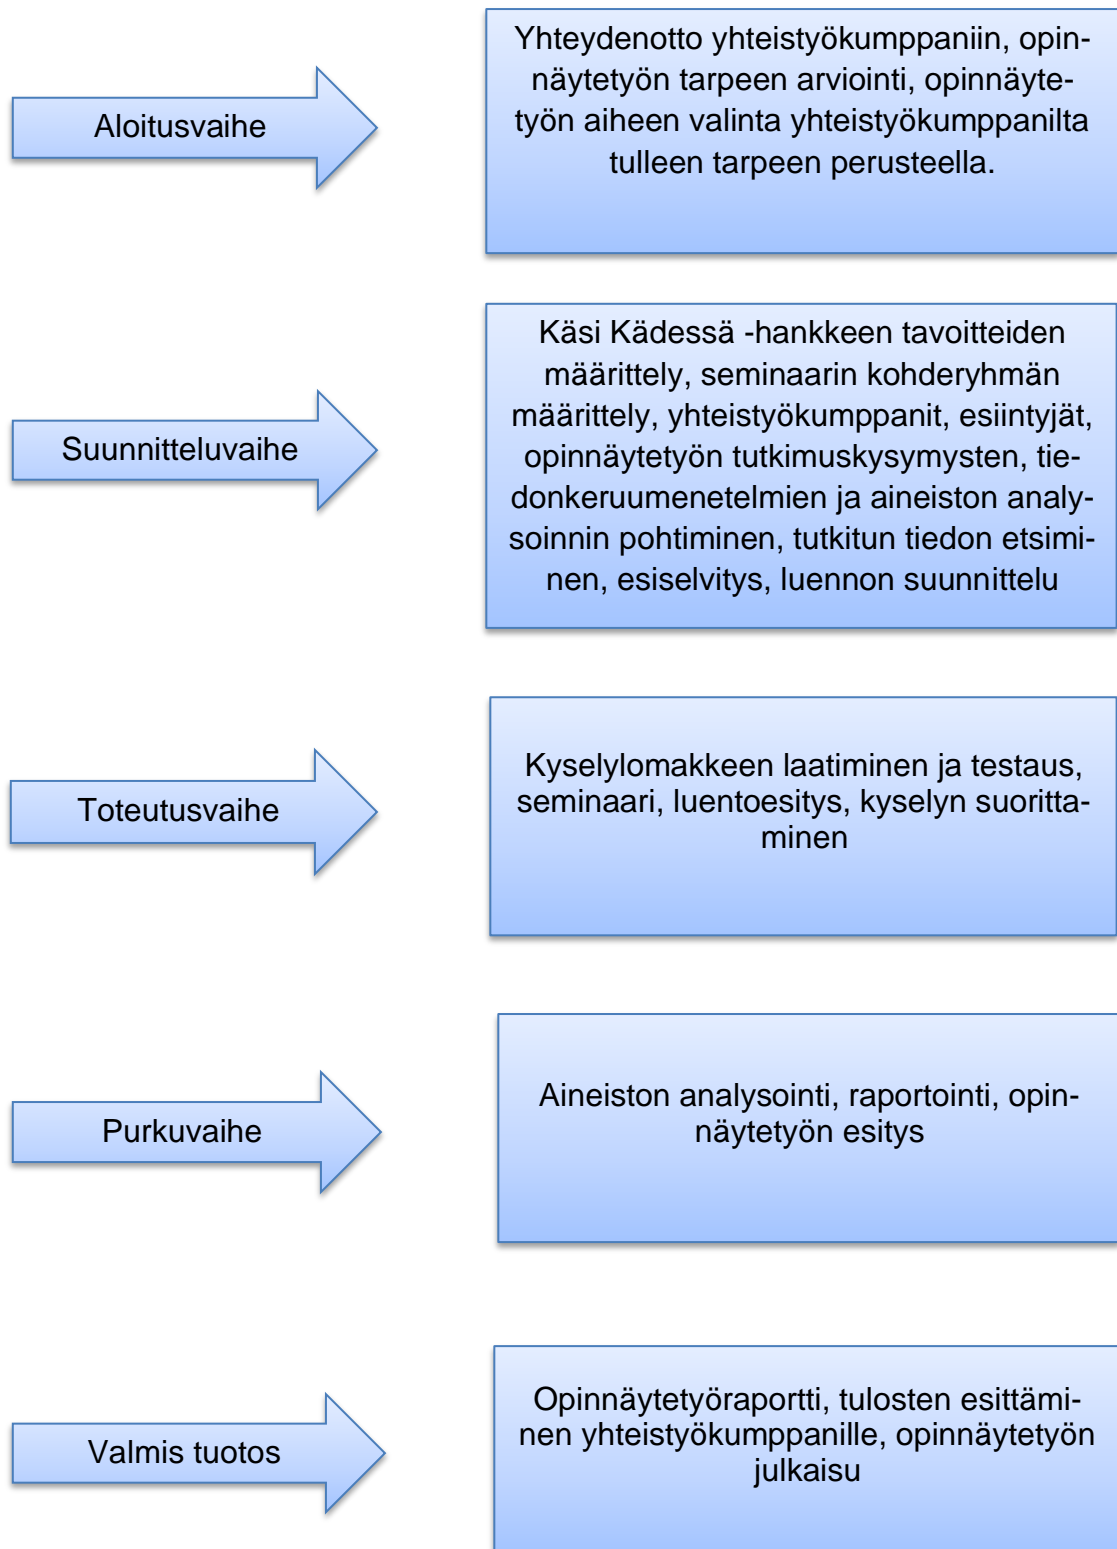 Aloitusvaihe
Yhteydenotto yhteistyökumppaniin, opin-
näytetyön tarpeen arviointi, opinnäyte-
työn aiheen valinta yhteistyökumppanilta
tulleen tarpeen perusteella.
Suunnitteluvaihe
Käsi Kädessä -hankkeen tavoitteiden
määrittely, seminaarin kohderyhmän
määrittely, yhteistyökumppanit, esiintyjät,
opinnäytetyön tutkimuskysymysten, tie-
donkeruumenetelmien ja aineiston analy-
soinnin pohtiminen, tutkitun tiedon etsimi-
nen, esiselvitys, luennon suunnittelu
Toteutusvaihe
Kyselylomakkeen laatiminen ja testaus,
seminaari, luentoesitys, kyselyn suoritta-
minen
Purkuvaihe
Aineiston analysointi, raportointi, opin-
näytetyön esitys
Valmis tuotos
Opinnäytetyöraportti, tulosten esittämi-
nen yhteistyökumppanille, opinnäytetyön
julkaisu